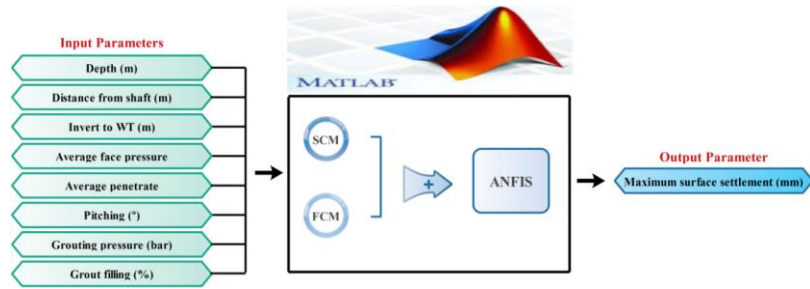 Input Parameters
Depth (m)
Distance from shaft (m)
Invert to WT (m)
Average face pressure
Average penetrate
Pitching (º)
Grouting pressure (bar)
Grout filling (%)
MATLAB
SCM
FCM
+
ANFIS
Output Parameter
Maximum surface settlement (mm)